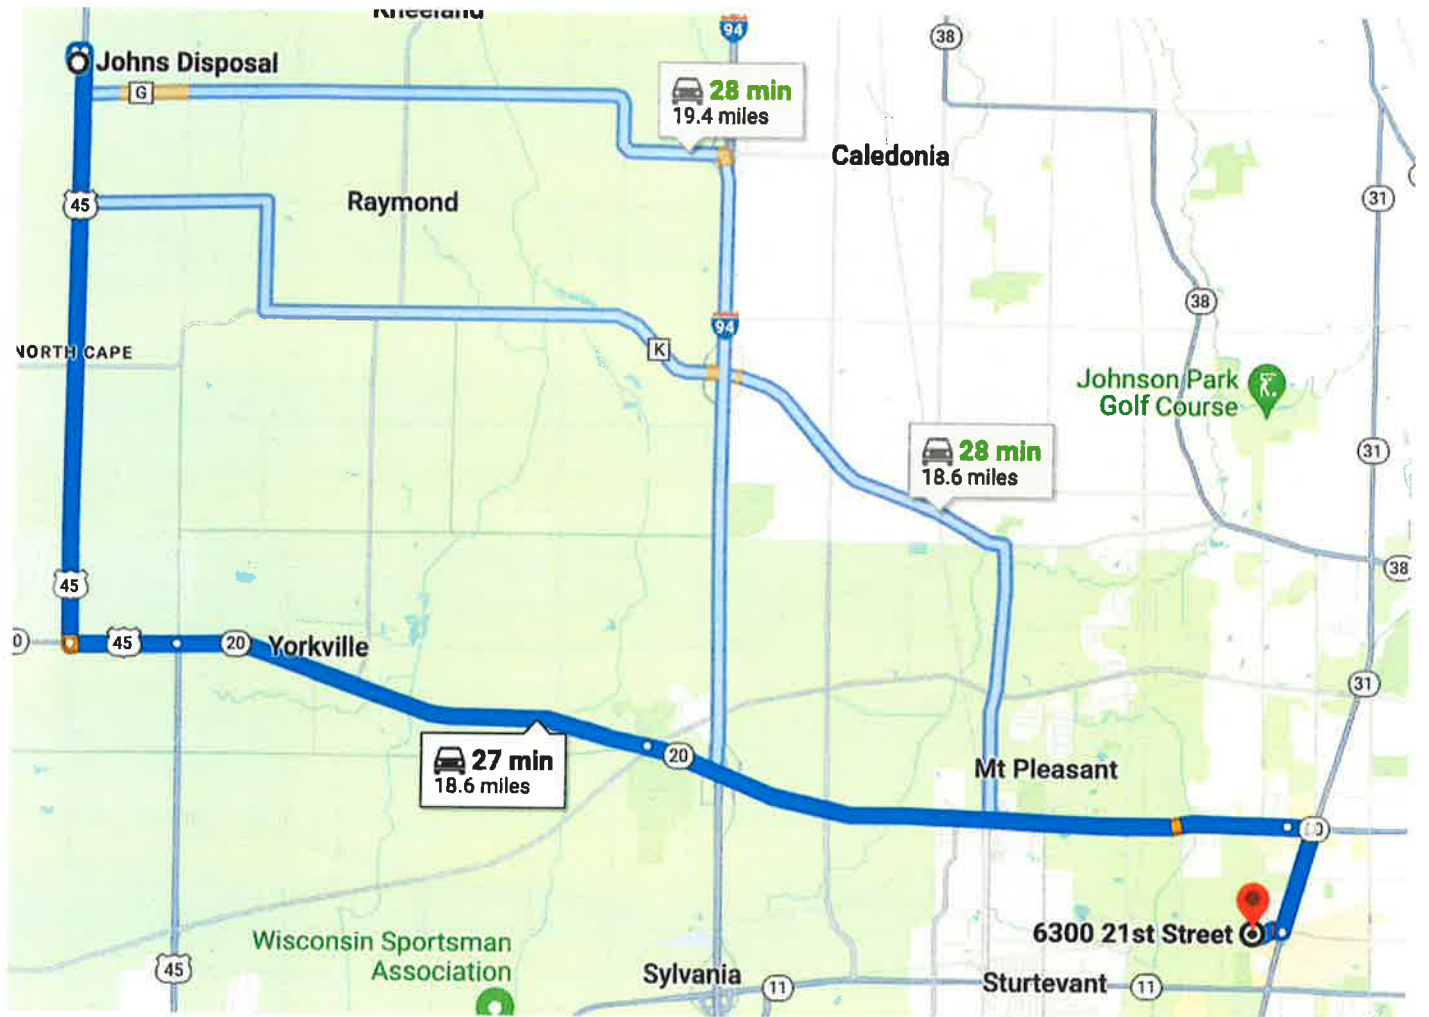 Kneeland
94
38
Johns Disposal
G
28 min
19.4 miles
Caledonia
45
Raymond
31
38
94
NORTH CAPE
K
Johnson Park
Golf Course
28 min
18.6 miles
31
38
45
0
45
20
Yorkville
31
20
27 min
18.6 miles
Mt Pleasant
6300 21st Street
Wisconsin Sportsman
Association
45
Sylvania
11
Sturtevant
11